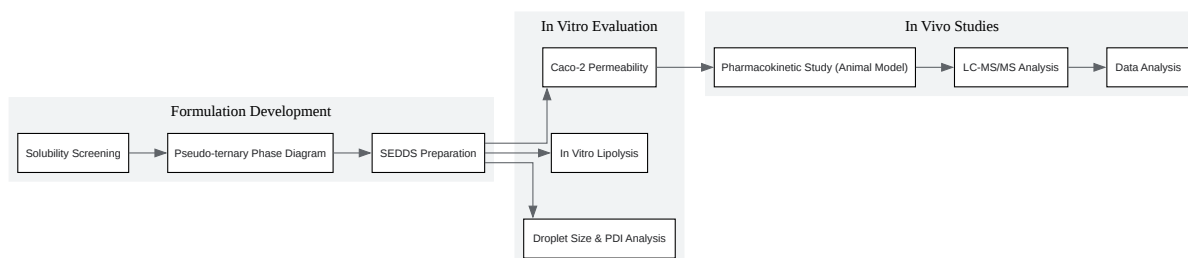 Formulation Development
Solubility Screening
Pseudo-ternary Phase Diagram
SEDDS Preparation
In Vitro Evaluation
Caco-2 Permeability
In Vitro Lipolysis
Droplet Size & PDI Analysis
In Vivo Studies
Pharmacokinetic Study (Animal Model)
LC-MS/MS Analysis
Data Analysis